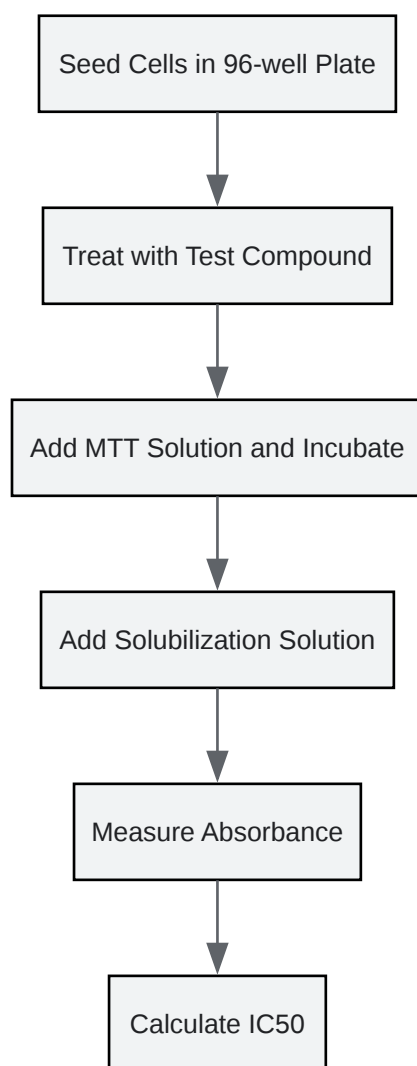 Seed Cells in 96-well Plate
Treat with Test Compound
Add MTT Solution and Incubate
Add Solubilization Solution
Measure Absorbance
Calculate IC50